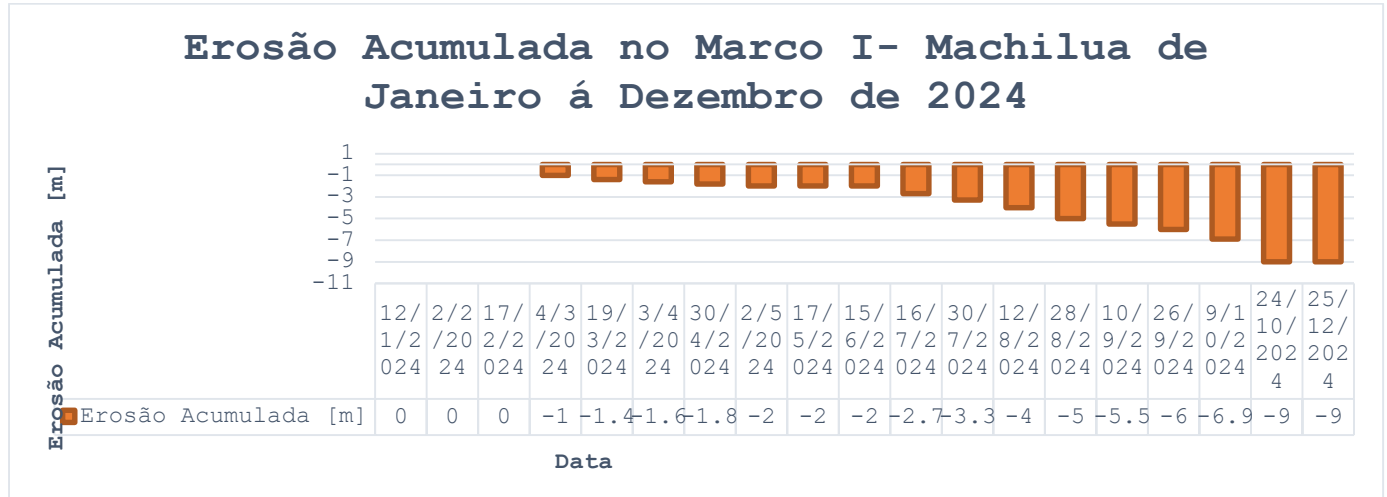 Erosão Acumulada no Marco I- Machilua de
Janeiro á Dezembro de 2024
Erosão Acumulada [m]
1
-1
-3
-5
-7
-9
-11
12/1/2024 2/2/2024 17/2/2024 4/3/2024 19/3/2024 3/4/2024 30/4/2024 2/5/2024 17/5/2024 15/6/2024 16/7/2024 30/7/2024 12/8/2024 28/8/2024 10/9/2024 26/9/2024 9/10/2024 24/10/2024 25/12/2024
Erosão Acumulada [m] 0 0 0 -1 -1.4 -1.6 -1.8 -2 -2 -2 -2.7 -3.3 -4 -5 -5.5 -6 -6.9 -9 -9
Data